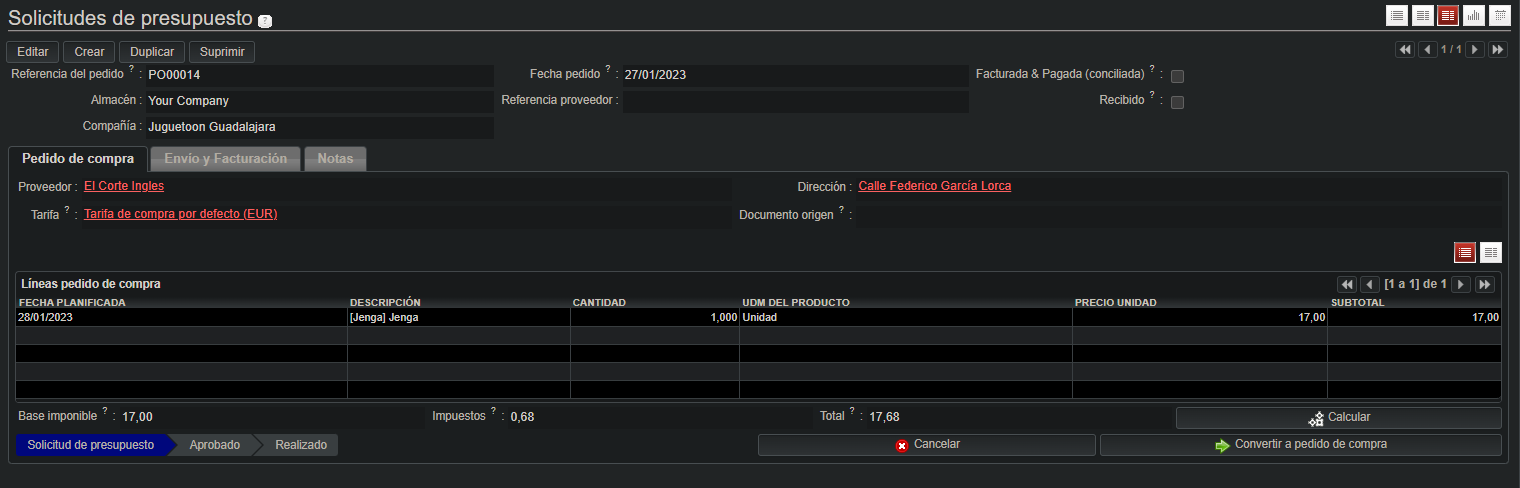 Solicitudes de presupuesto ?
Editar Crear Duplicar Suprimir 1 / 1
Referencia del pedido ? : PO00014 Fecha pedido ? : 27/01/2023 Facturada & Pagada (conciliada) ? :
Almacén : Your Company Referencia proveedor : Recibido ? :
Compañía : Juguetoon Guadalajara
Pedido de compra Envío y Facturación Notas
Proveedor : El Corte Ingles Dirección : Calle Federico García Lorca
Tarifa ? : Tarifa de compra por defecto (EUR) Documento origen ? :
Líneas pedido de compra [1 a 1] de 1
FECHA PLANIFICADA DESCRIPCIÓN CANTIDAD UDM DEL PRODUCTO PRECIO UNIDAD SUBTOTAL
28/01/2023 [Jenga] Jenga 1,000 Unidad 17,00 17,00
Base imponible ? : 17,00 Impuestos ? : 0,68 Total ? : 17,68 Calcular
Solicitud de presupuesto Aprobado Realizado Cancelar Convertir a pedido de compra